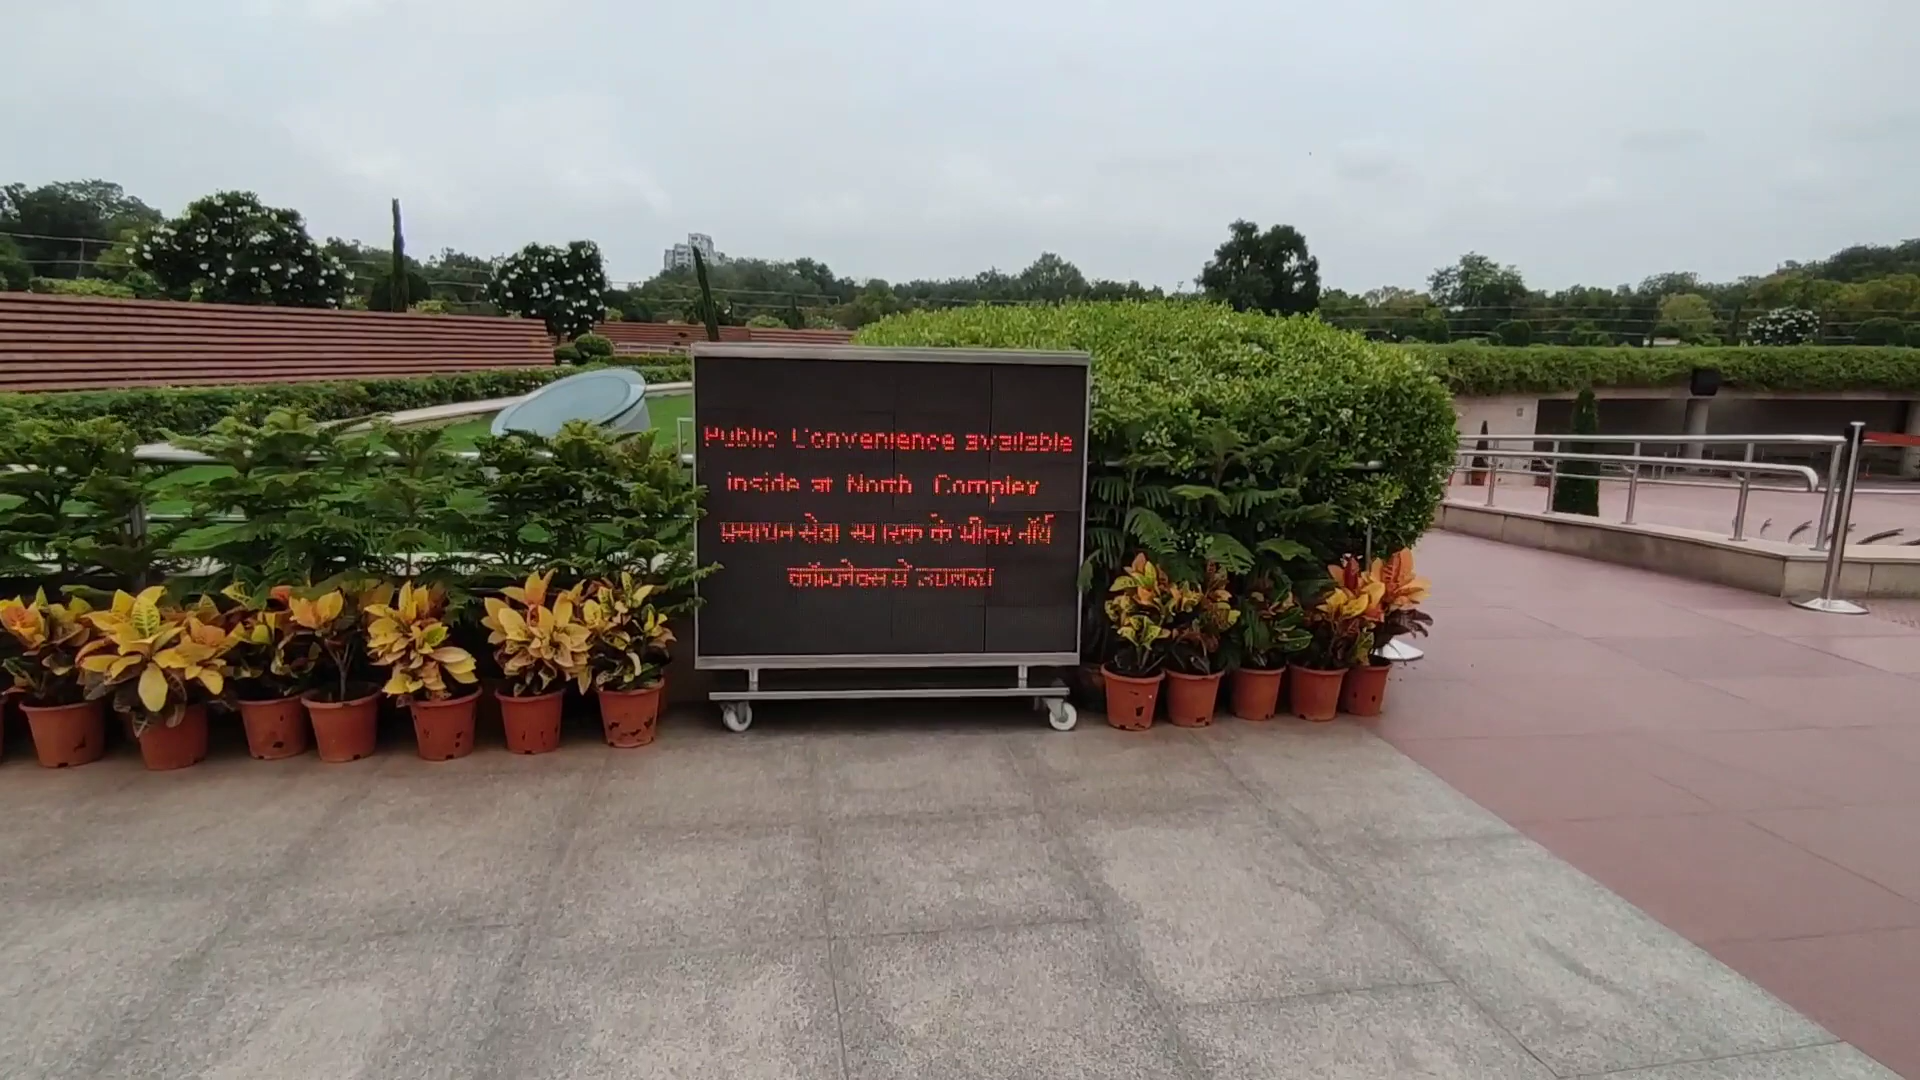 Public Convenience available
inside at North Complex
प्रसाधन सेवा स्मारक के भीतर नॉर्थ
कॉम्प्लेक्स में उपलब्ध